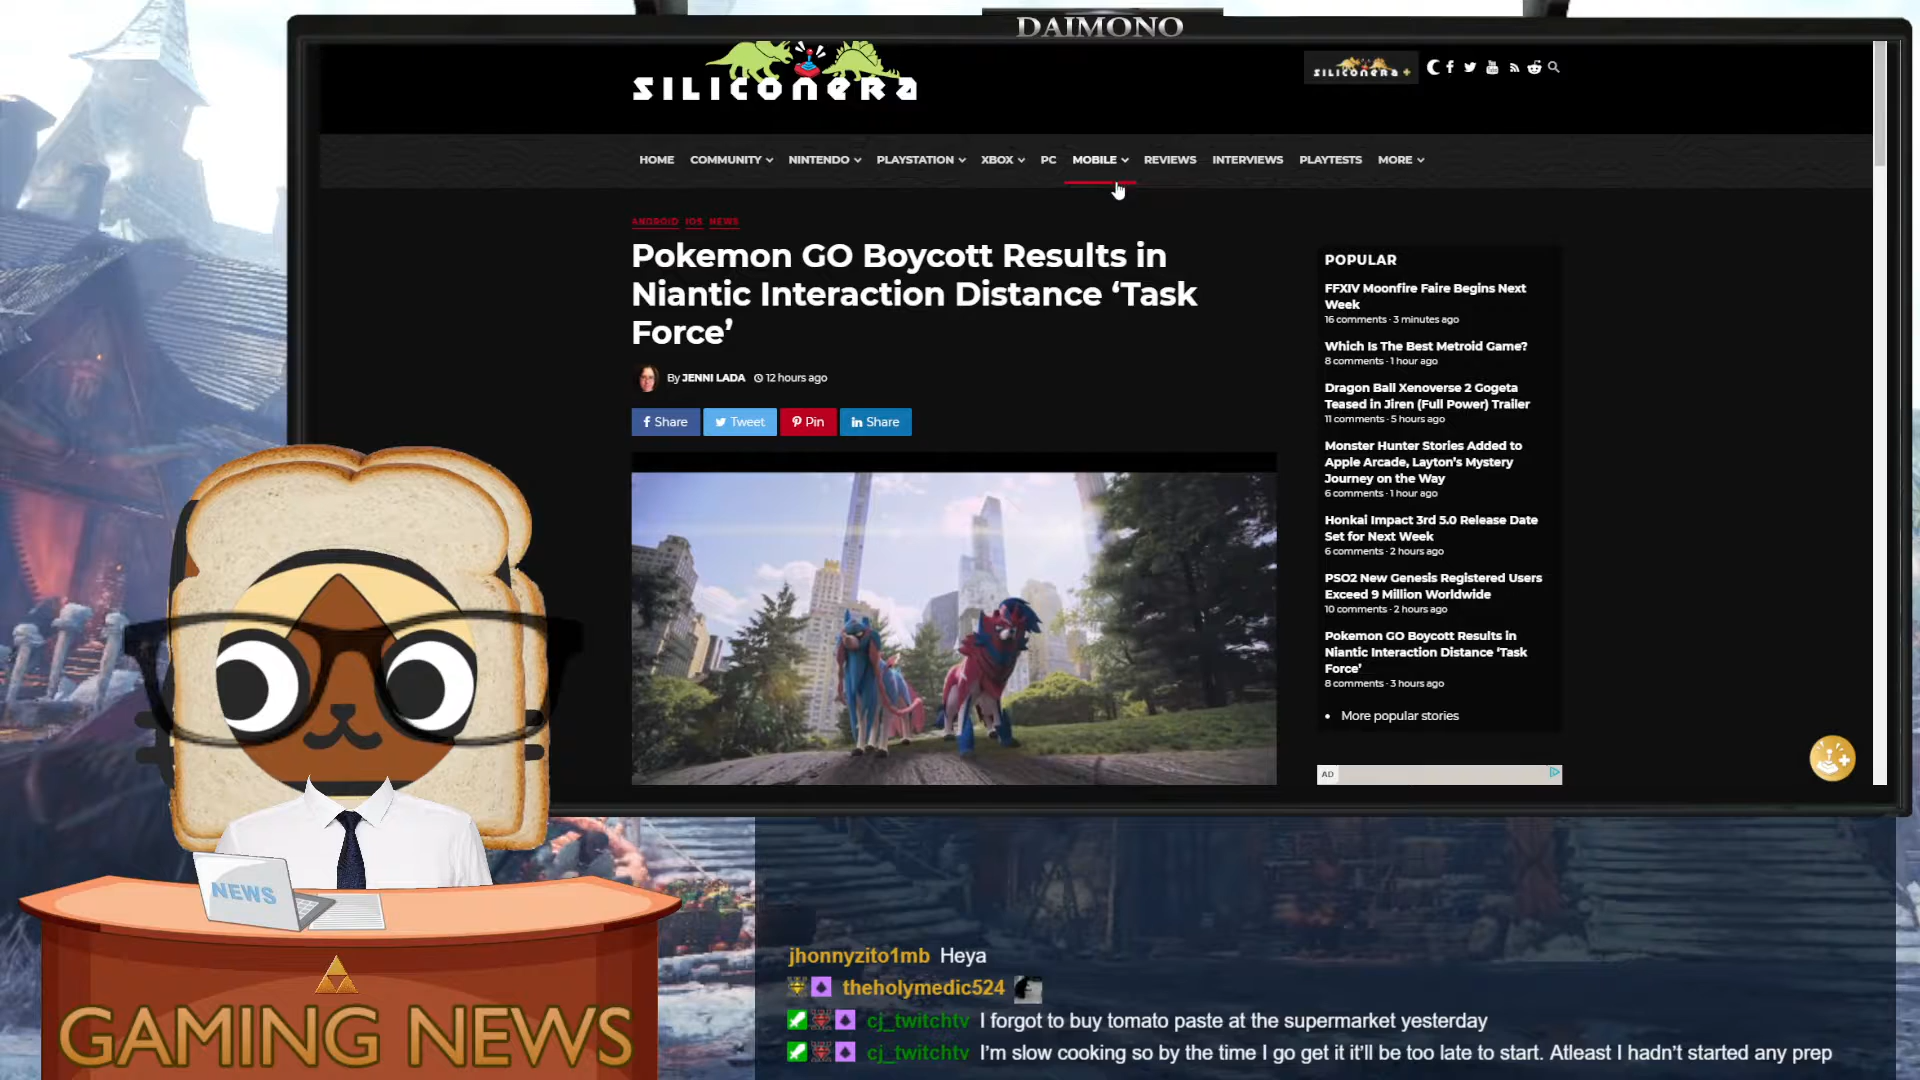 DAIMONO
SILICONERA
SILICONERA +
HOME COMMUNITY NINTENDO PLAYSTATION XBOX PC MOBILE REVIEWS INTERVIEWS PLAYTESTS MORE
ANDROID IOS NEWS
Pokemon GO Boycott Results in
Niantic Interaction Distance ‘Task
Force’
By JENNI LADA 12 hours ago
Share Tweet Pin Share
POPULAR
FFXIV Moonfire Faire Begins Next
Week
16 comments · 3 minutes ago
Which Is The Best Metroid Game?
8 comments · 1 hour ago
Dragon Ball Xenoverse 2 Gogeta
Teased in Jiren (Full Power) Trailer
11 comments · 5 hours ago
Monster Hunter Stories Added to
Apple Arcade, Layton’s Mystery
Journey on the Way
6 comments · 1 hour ago
Honkai Impact 3rd 5.0 Release Date
Set for Next Week
6 comments · 2 hours ago
PSO2 New Genesis Registered Users
Exceed 9 Million Worldwide
10 comments · 2 hours ago
Pokemon GO Boycott Results in
Niantic Interaction Distance ‘Task
Force’
8 comments · 3 hours ago
• More popular stories
AD
NEWS
GAMING NEWS
jhonnyzito1mb Heya
theholymedic524
cj_twitchtv I forgot to buy tomato paste at the supermarket yesterday
cj_twitchtv I’m slow cooking so by the time I go get it it’ll be too late to start. Atleast I hadn’t started any prep